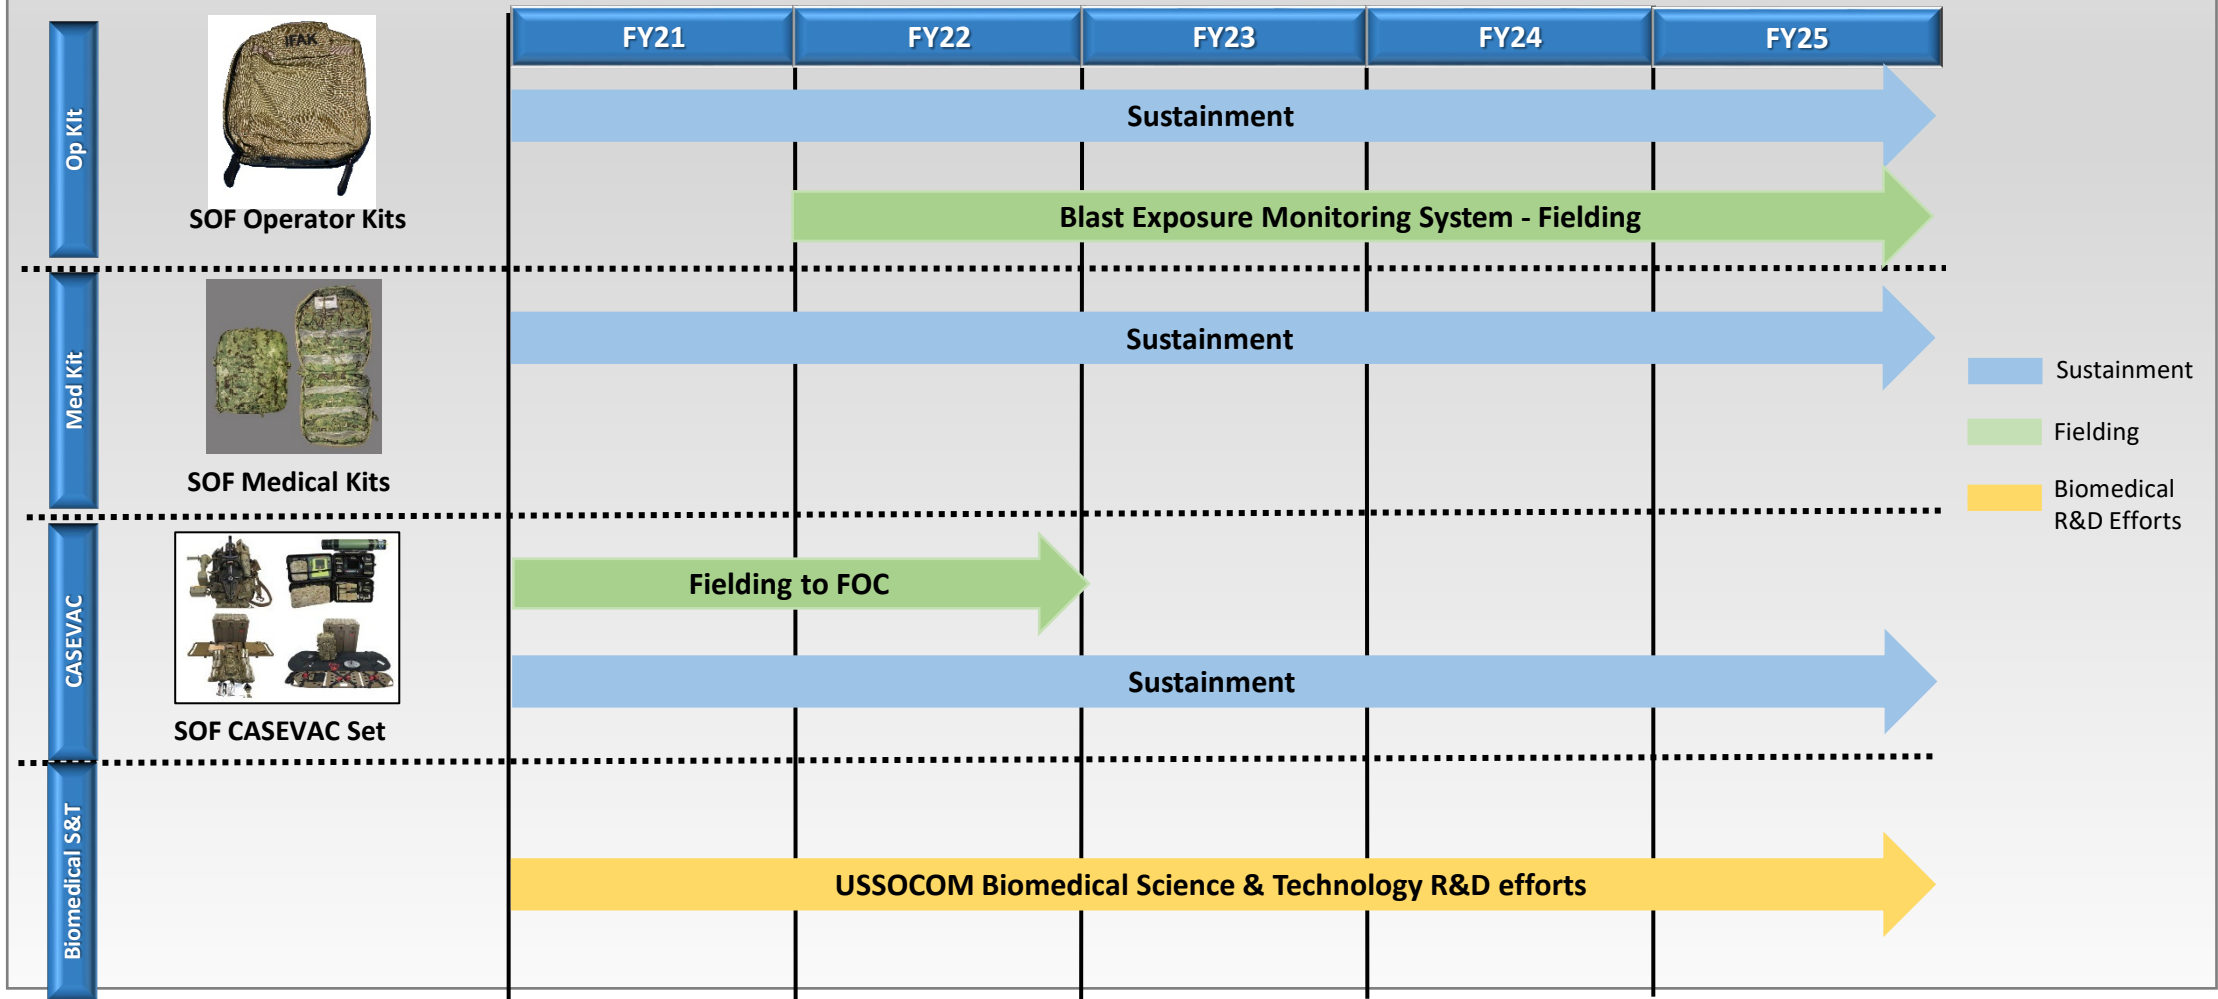 FY21 FY22 FY23 FY24 FY25
Op KIt
IFAK
SOF Operator Kits
Sustainment
Blast Exposure Monitoring System - Fielding
Med Kit
SOF Medical Kits
Sustainment
CASEVAC
SOF CASEVAC Set
Fielding to FOC
Sustainment
Biomedical S&T
USSOCOM Biomedical Science & Technology R&D efforts
Sustainment
Fielding
Biomedical
R&D Efforts